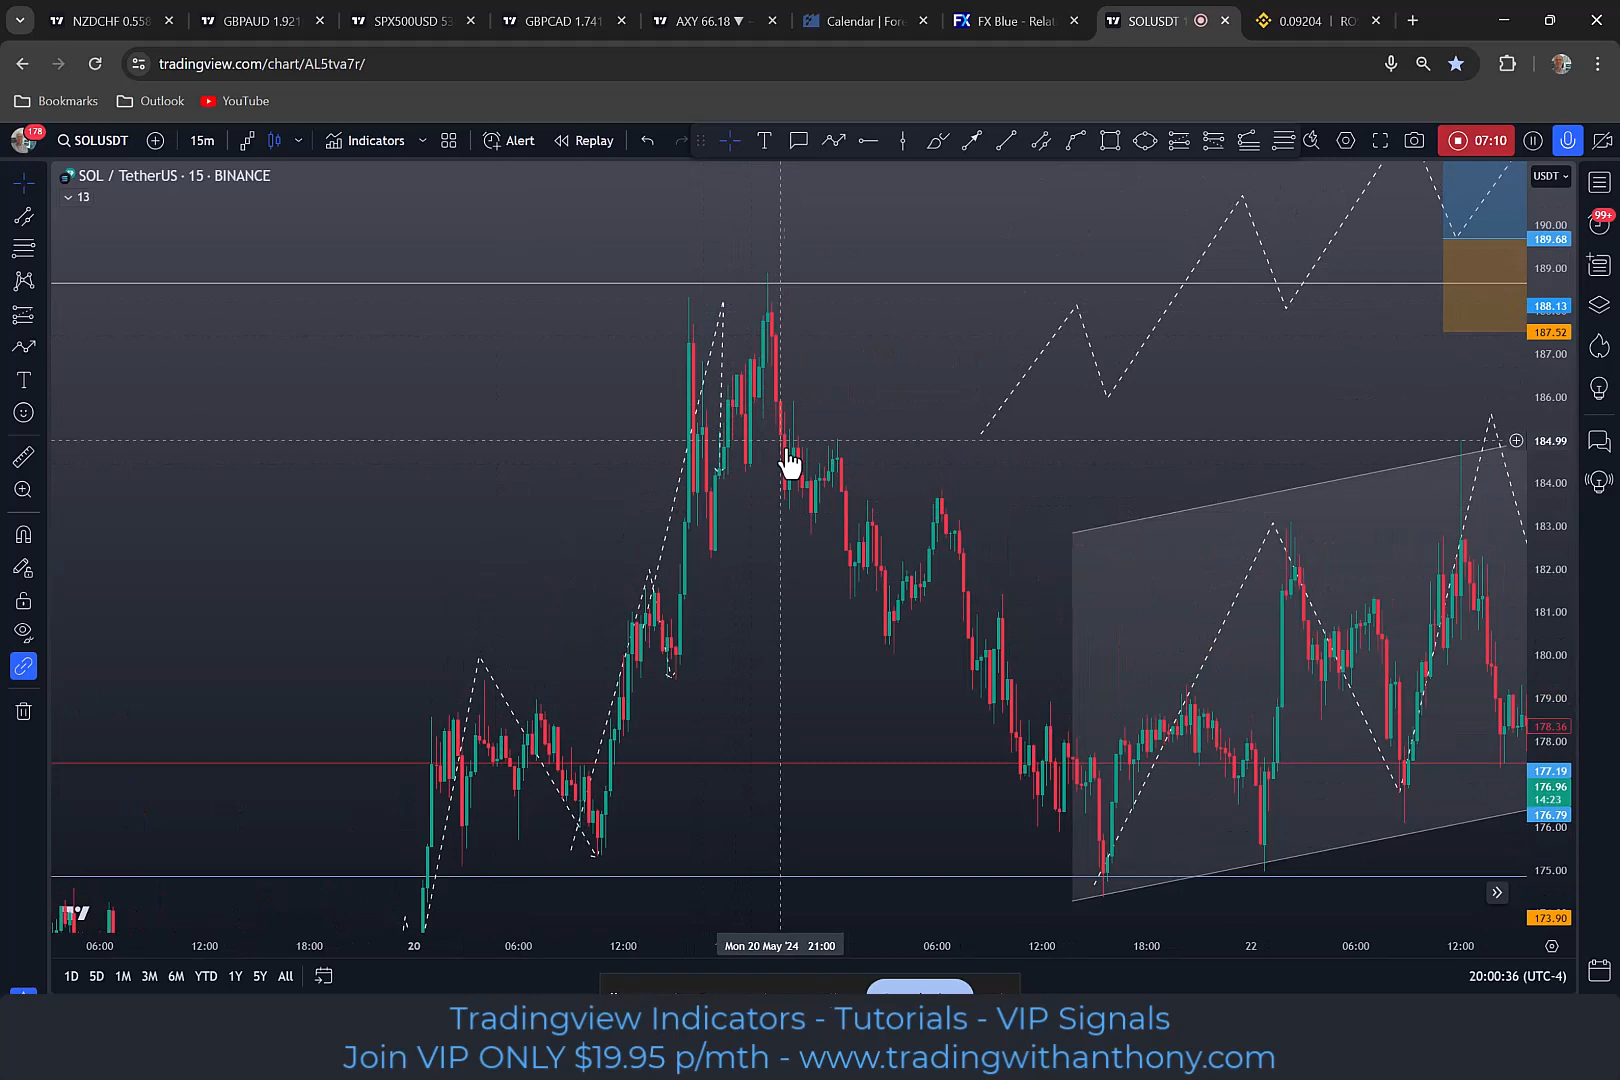 NZDCHF 0.558
GBPAUD 1.921
SPX500USD 53
GBPCAD 1.741
AXY 66.18 ▼
Calendar | Fore
FX Blue - Relat
SOLUSDT 1
0.09204 | RO
tradingview.com/chart/AL5tva7r/
Bookmarks
Outlook
YouTube
178
SOLUSDT
15m
Indicators
Alert
Replay
07:10
SOL / TetherUS · 15 · BINANCE
13
USDT
99+
190.00
189.68
189.00
188.13
187.52
187.00
186.00
184.99
184.00
183.00
182.00
181.00
180.00
179.00
178.36
178.00
177.19
176.96
14:23
176.79
176.00
175.00
173.90
06:00
12:00
18:00
20
06:00
12:00
Mon 20 May '24 21:00
06:00
12:00
18:00
22
06:00
12:00
1D 5D 1M 3M 6M YTD 1Y 5Y All
20:00:36 (UTC-4)
Tradingview Indicators - Tutorials - VIP Signals
Join VIP ONLY $19.95 p/mth - www.tradingwithanthony.com